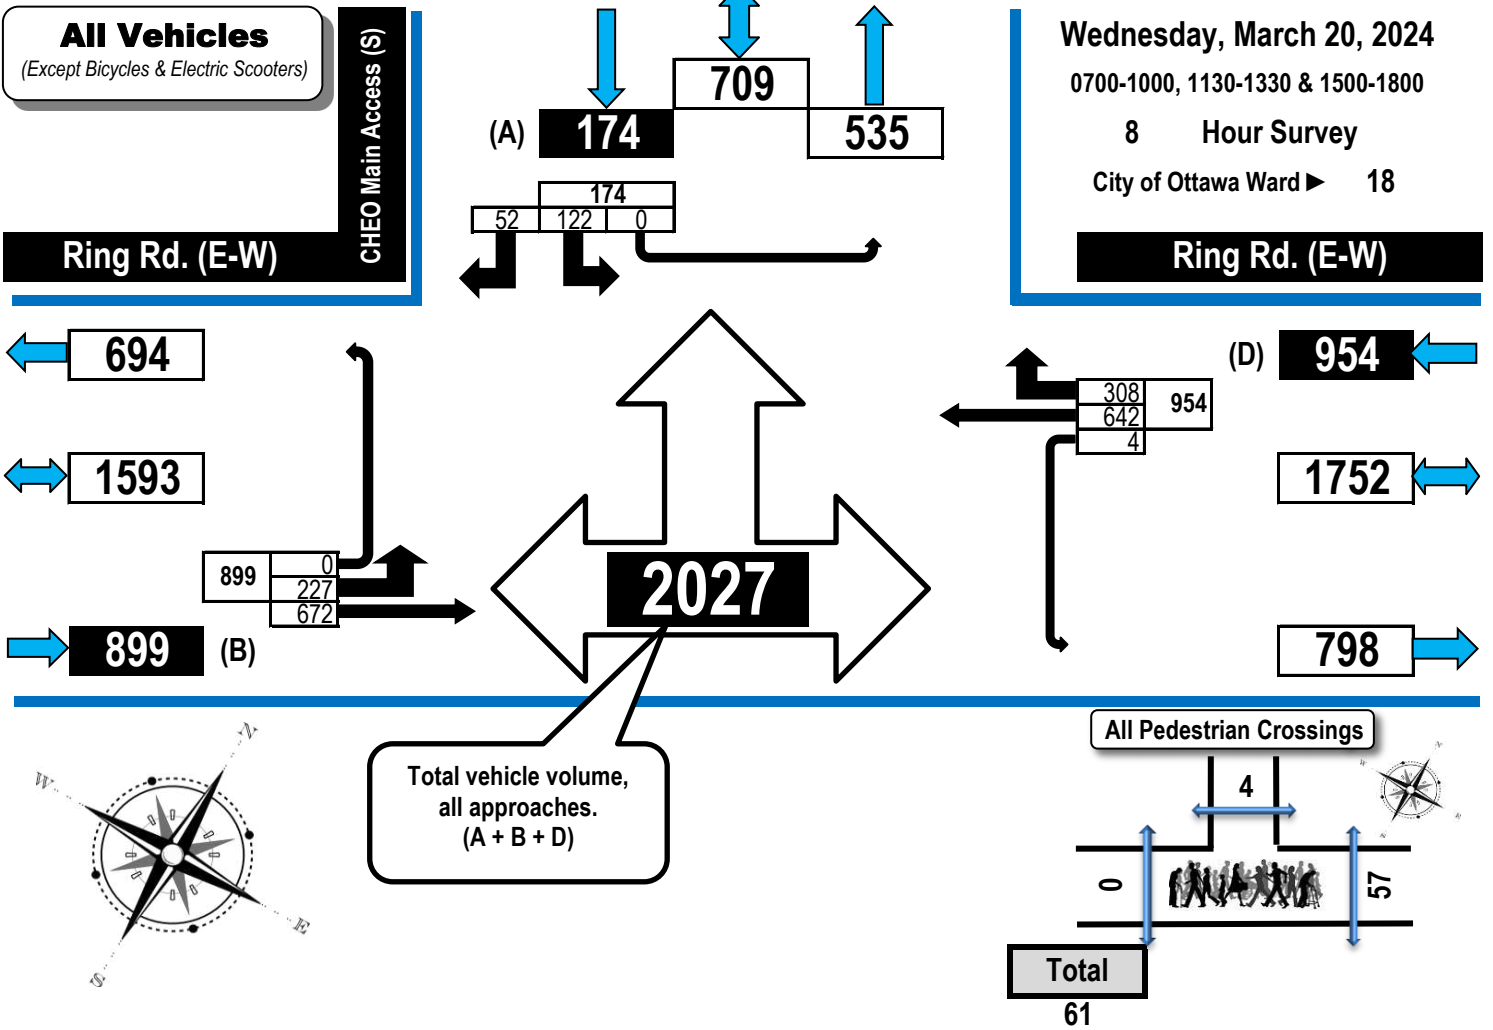 All Vehicles
(Except Bicycles & Electric Scooters)
CHEO Main Access (S)
Ring Rd. (E-W)
709
(A) 174
535
174
52 122 0
Wednesday, March 20, 2024
0700-1000, 1130-1330 & 1500-1800
8 Hour Survey
City of Ottawa Ward ► 18
Ring Rd. (E-W)
694
(D) 954
308
642
4
954
1593
1752
899
0
227
672
2027
899 (B)
798
Total vehicle volume,
all approaches.
(A + B + D)
N
W
E
S
All Pedestrian Crossings
4
0
57
N
W
E
S
Total
61